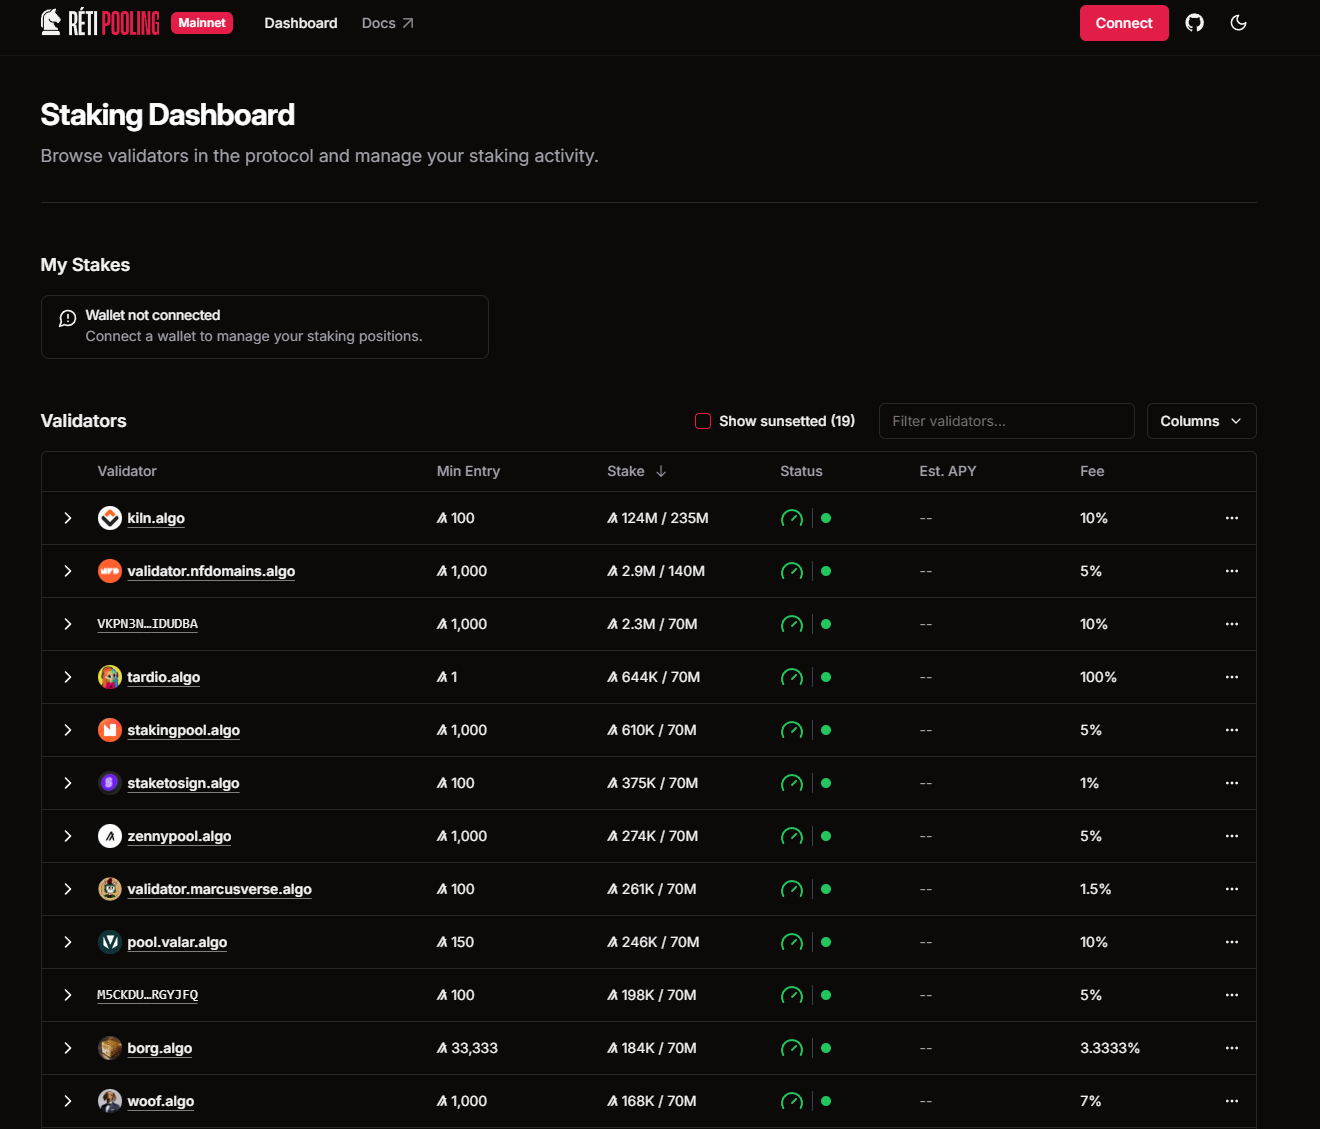 RÉTI POOLING Mainnet Dashboard Docs Connect
Staking Dashboard
Browse validators in the protocol and manage your staking activity.
My Stakes
Wallet not connected
Connect a wallet to manage your staking positions.
Validators Show sunsetted (19) Filter validators... Columns
Validator Min Entry Stake Status Est. APY Fee
kiln.algo 100 124M / 235M -- 10%
validator.nfdomains.algo 1,000 2.9M / 140M -- 5%
VKPN3N…IDUDBA 1,000 2.3M / 70M -- 10%
tardio.algo 1 644K / 70M -- 100%
stakingpool.algo 1,000 610K / 70M -- 5%
staketosign.algo 100 375K / 70M -- 1%
zennypool.algo 1,000 274K / 70M -- 5%
validator.marcusverse.algo 100 261K / 70M -- 1.5%
pool.valar.algo 150 246K / 70M -- 10%
M5CKDU…RGYJFQ 100 198K / 70M -- 5%
borg.algo 33,333 184K / 70M -- 3.3333%
woof.algo 1,000 168K / 70M -- 7%